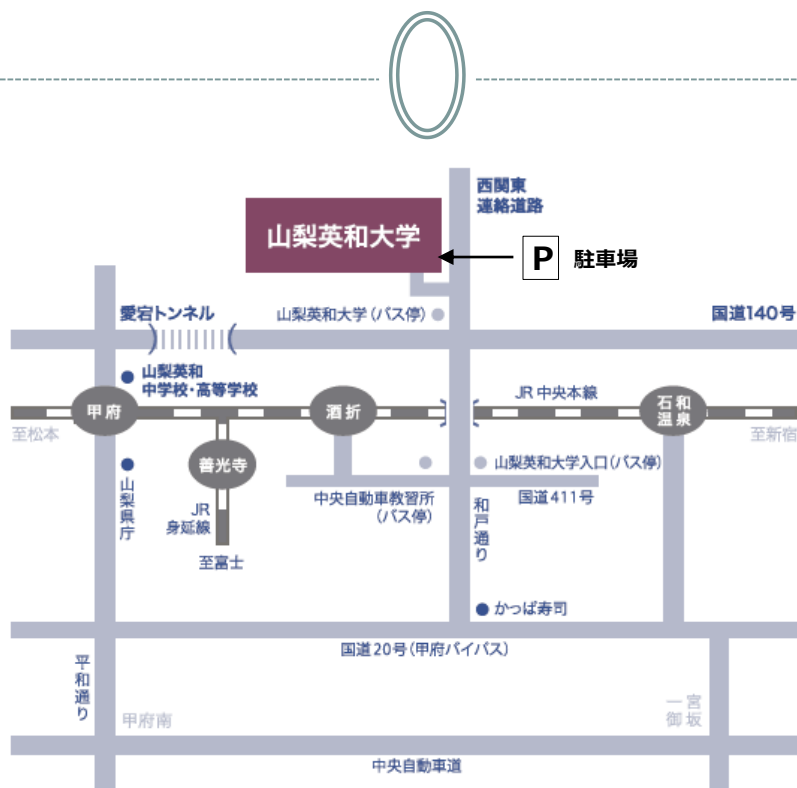 西関東
連絡道路
山梨英和大学
P 駐車場
愛宕トンネル
山梨英和大学(バス停)
国道140号
山梨英和
中学校・高等学校
甲府
酒折
JR中央本線
石和
温泉
至松本
至新宿
善光寺
山梨英和大学入口(バス停)
山梨県庁
中央自動車教習所
(バス停)
国道411号
和戸通り
JR
身延線
至富士
かっぱ寿司
国道20号(甲府バイパス)
平和通り
甲府南
一宮
御坂
中央自動車道